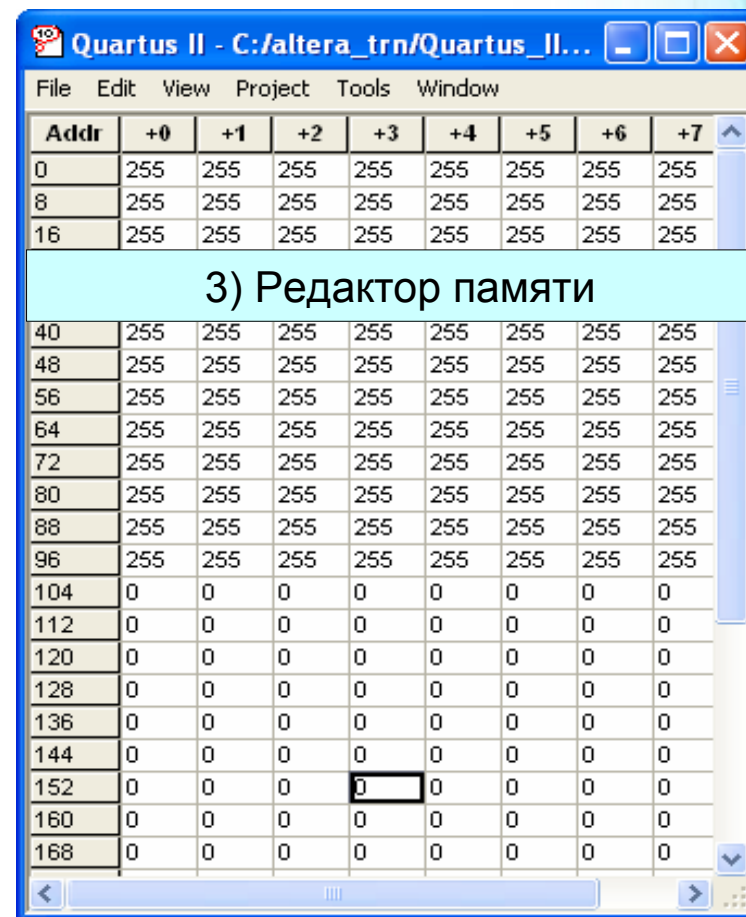 Quartus II - C:/altera_trn/Quartus_II...
File Edit View Project Tools Window
Addr +0 +1 +2 +3 +4 +5 +6 +7
0 255 255 255 255 255 255 255 255
8 255 255 255 255 255 255 255 255
16 255 255 255 255 255 255 255 255
3) Редактор памяти
40 255 255 255 255 255 255 255 255
48 255 255 255 255 255 255 255 255
56 255 255 255 255 255 255 255 255
64 255 255 255 255 255 255 255 255
72 255 255 255 255 255 255 255 255
80 255 255 255 255 255 255 255 255
88 255 255 255 255 255 255 255 255
96 255 255 255 255 255 255 255 255
104 0 0 0 0 0 0 0 0
112 0 0 0 0 0 0 0 0
120 0 0 0 0 0 0 0 0
128 0 0 0 0 0 0 0 0
136 0 0 0 0 0 0 0 0
144 0 0 0 0 0 0 0 0
152 0 0 0 0 0 0 0 0
160 0 0 0 0 0 0 0 0
168 0 0 0 0 0 0 0 0